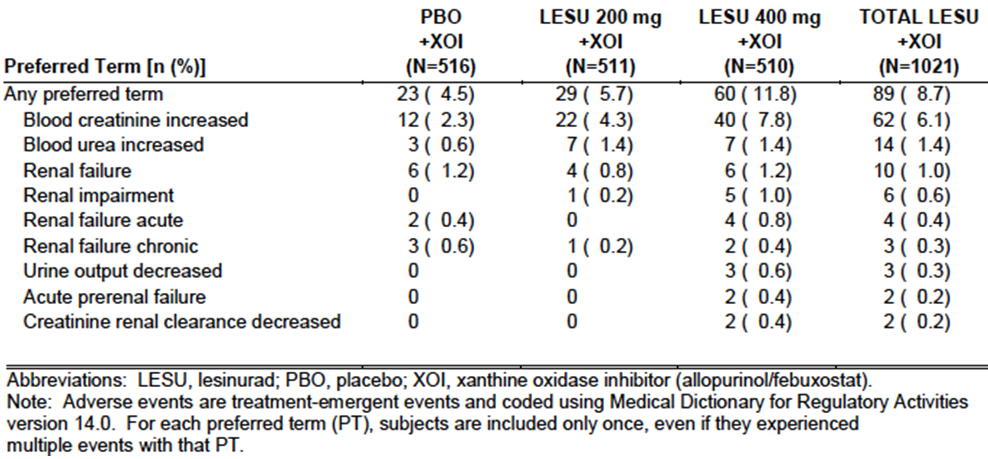 PBO LESU 200 mg LESU 400 mg TOTAL LESU
+XOI +XOI +XOI +XOI
Preferred Term [n (%)] (N=516) (N=511) (N=510) (N=1021)
Any preferred term 23 ( 4.5) 29 ( 5.7) 60 ( 11.8) 89 ( 8.7)
Blood creatinine increased 12 ( 2.3) 22 ( 4.3) 40 ( 7.8) 62 ( 6.1)
Blood urea increased 3 ( 0.6) 7 ( 1.4) 7 ( 1.4) 14 ( 1.4)
Renal failure 6 ( 1.2) 4 ( 0.8) 6 ( 1.2) 10 ( 1.0)
Renal impairment 0 1 ( 0.2) 5 ( 1.0) 6 ( 0.6)
Renal failure acute 2 ( 0.4) 0 4 ( 0.8) 4 ( 0.4)
Renal failure chronic 3 ( 0.6) 1 ( 0.2) 2 ( 0.4) 3 ( 0.3)
Urine output decreased 0 0 3 ( 0.6) 3 ( 0.3)
Acute prerenal failure 0 0 2 ( 0.4) 2 ( 0.2)
Creatinine renal clearance decreased 0 0 2 ( 0.4) 2 ( 0.2)
Abbreviations: LESU, lesinurad; PBO, placebo; XOI, xanthine oxidase inhibitor (allopurinol/febuxostat).
Note: Adverse events are treatment-emergent events and coded using Medical Dictionary for Regulatory Activities
version 14.0. For each preferred term (PT), subjects are included only once, even if they experienced
multiple events with that PT.